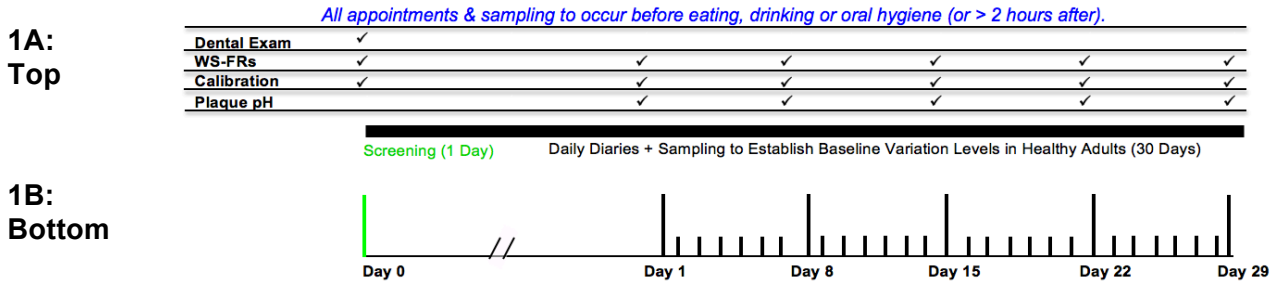 All appointments & sampling to occur before eating, drinking or oral hygiene (or > 2 hours after).
1A:
Top
Dental Exam ✓
WS-FRs ✓ ✓ ✓ ✓ ✓ ✓
Calibration ✓ ✓ ✓ ✓ ✓ ✓
Plaque pH ✓ ✓ ✓ ✓ ✓
Screening (1 Day) Daily Diaries + Sampling to Establish Baseline Variation Levels in Healthy Adults (30 Days)
1B:
Bottom
Day 0 Day 1 Day 8 Day 15 Day 22 Day 29